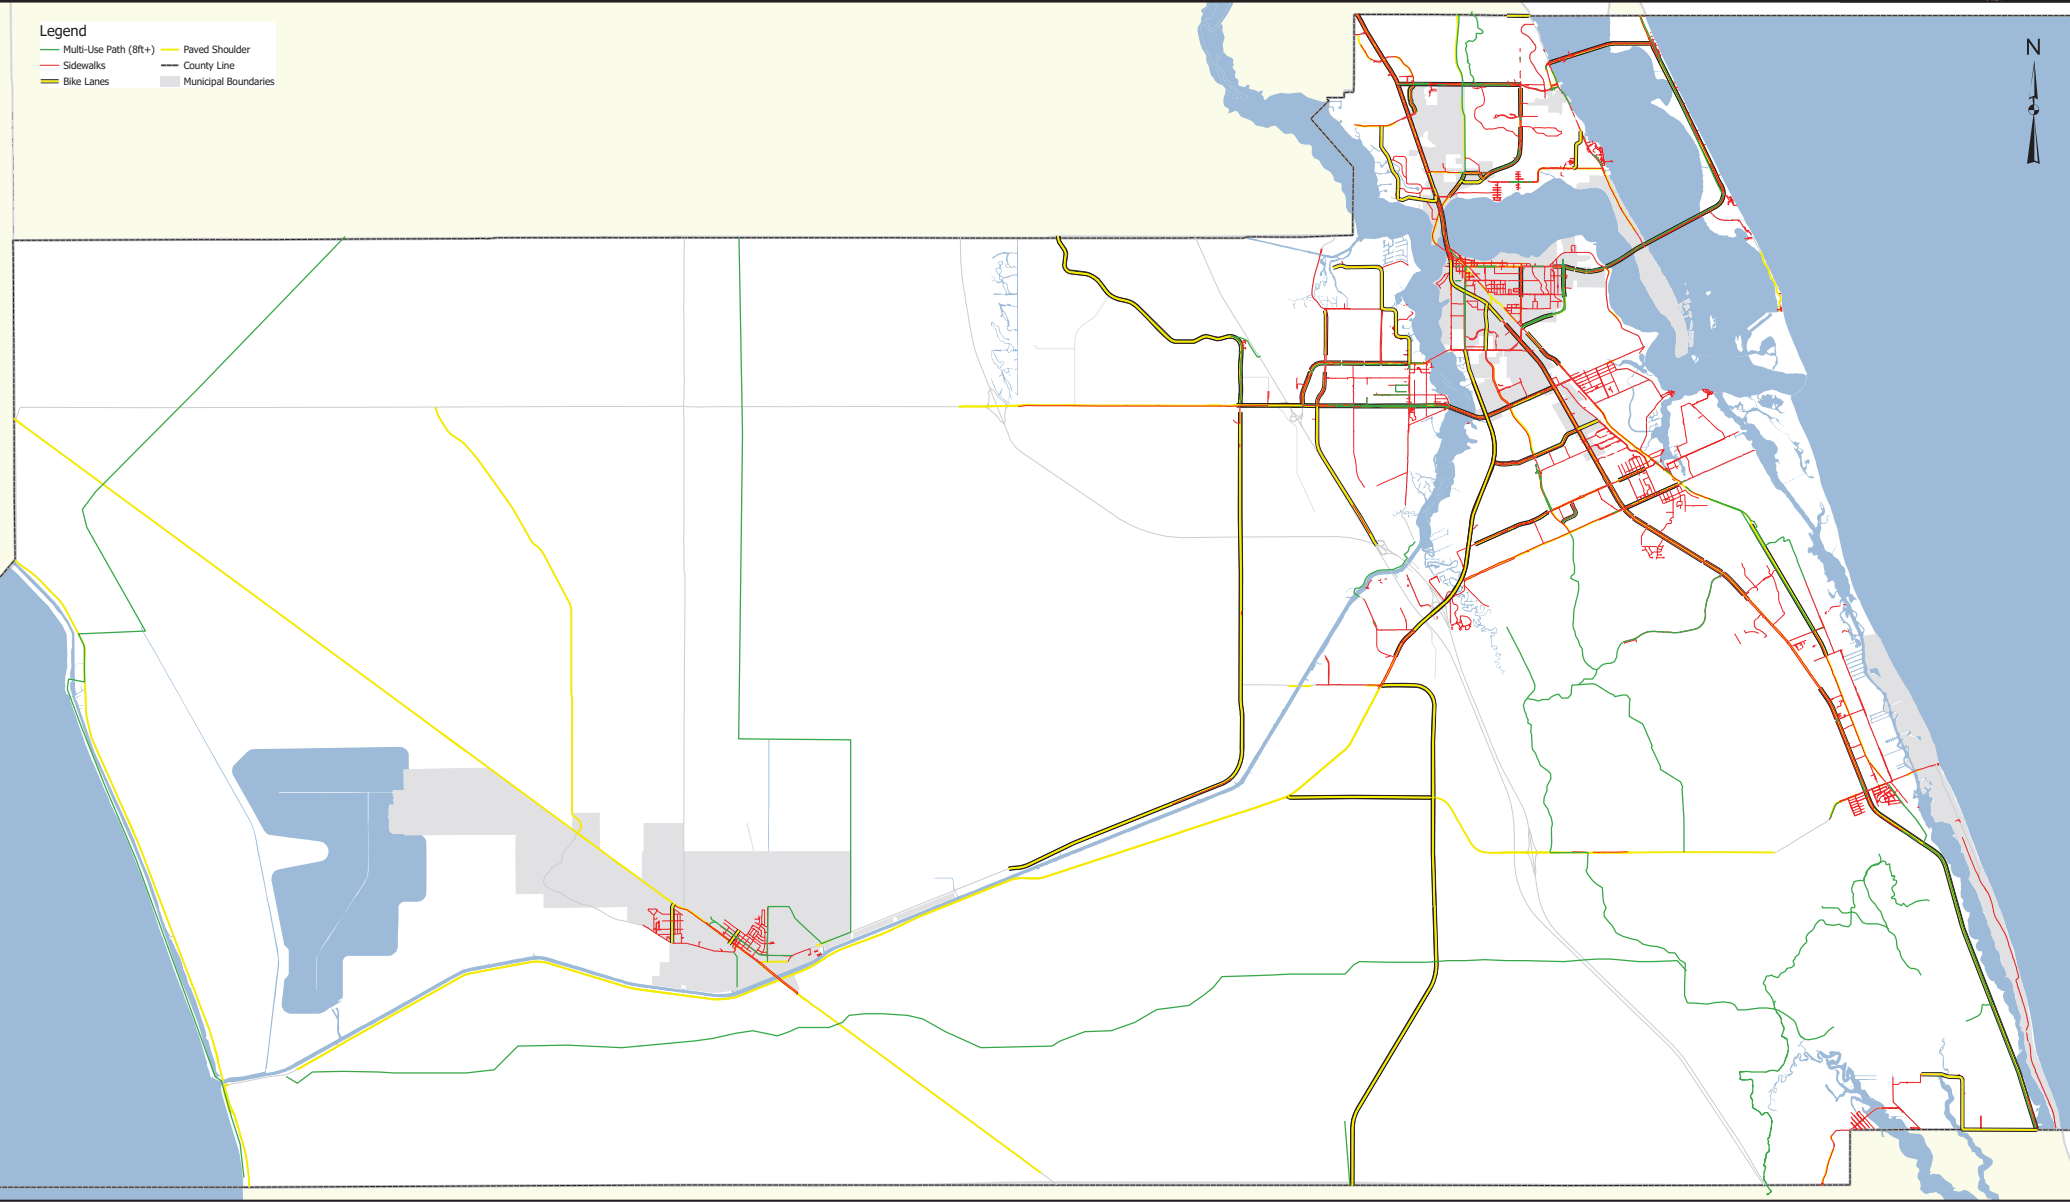 Legend
Multi-Use Path (8ft+)
Paved Shoulder
Sidewalks
County Line
Bike Lanes
Municipal Boundaries
N